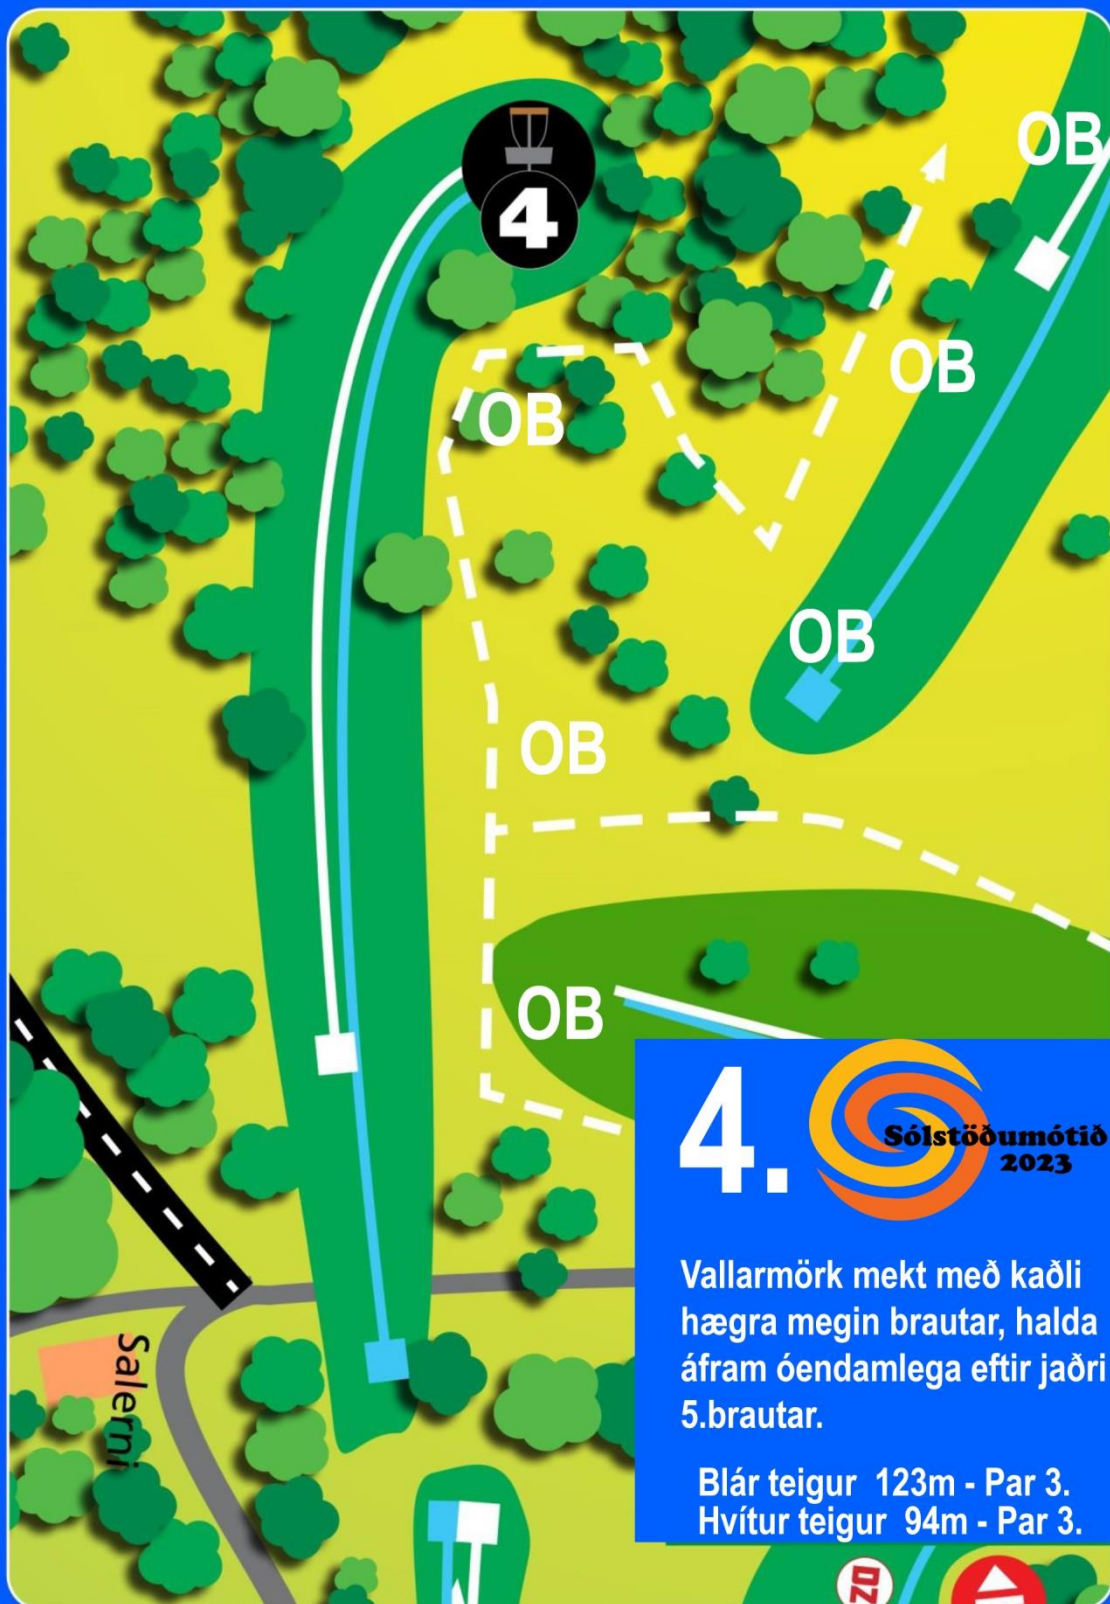 4
OB
OB
OB
OB
OB
OB
4.
Sólstöðumótið
2023
Vallarmörk mekt með kaðli
hægra megin brautar, halda
áfram óendamlega eftir jaðri
5.brautar.
Blár teigur 123m - Par 3.
Hvítur teigur 94m - Par 3.
Salerni
DZ